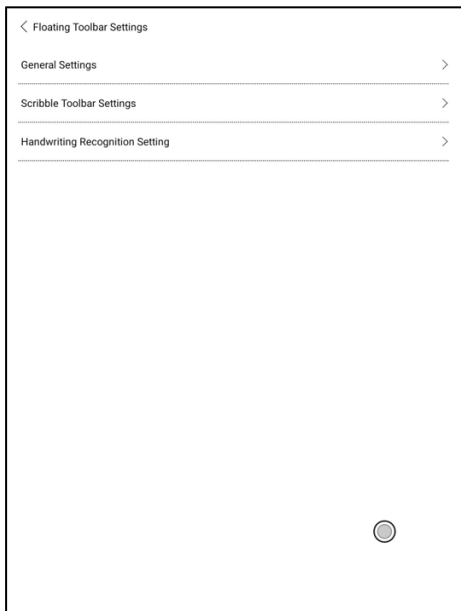 Floating Toolbar Settings
General Settings
Scribble Toolbar Settings
Handwriting Recognition Setting